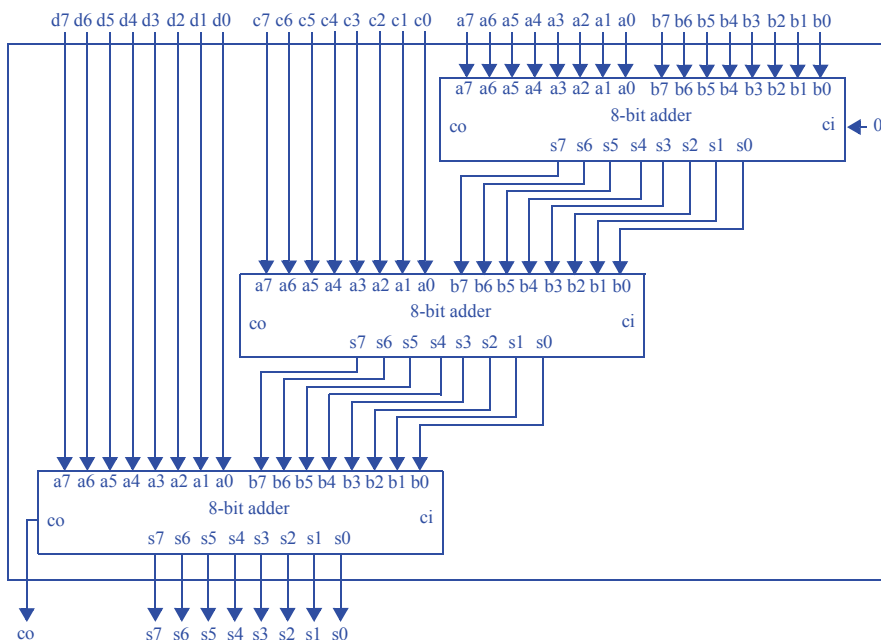 d7 d6 d5 d4 d3 d2 d1 d0 c7 c6 c5 c4 c3 c2 c1 c0 a7 a6 a5 a4 a3 a2 a1 a0 b7 b6 b5 b4 b3 b2 b1 b0
a7 a6 a5 a4 a3 a2 a1 a0 b7 b6 b5 b4 b3 b2 b1 b0
8-bit adder
co ci 0
s7 s6 s5 s4 s3 s2 s1 s0
a7 a6 a5 a4 a3 a2 a1 a0 b7 b6 b5 b4 b3 b2 b1 b0
8-bit adder
co ci
s7 s6 s5 s4 s3 s2 s1 s0
a7 a6 a5 a4 a3 a2 a1 a0 b7 b6 b5 b4 b3 b2 b1 b0
8-bit adder
co ci
s7 s6 s5 s4 s3 s2 s1 s0
co s7 s6 s5 s4 s3 s2 s1 s0